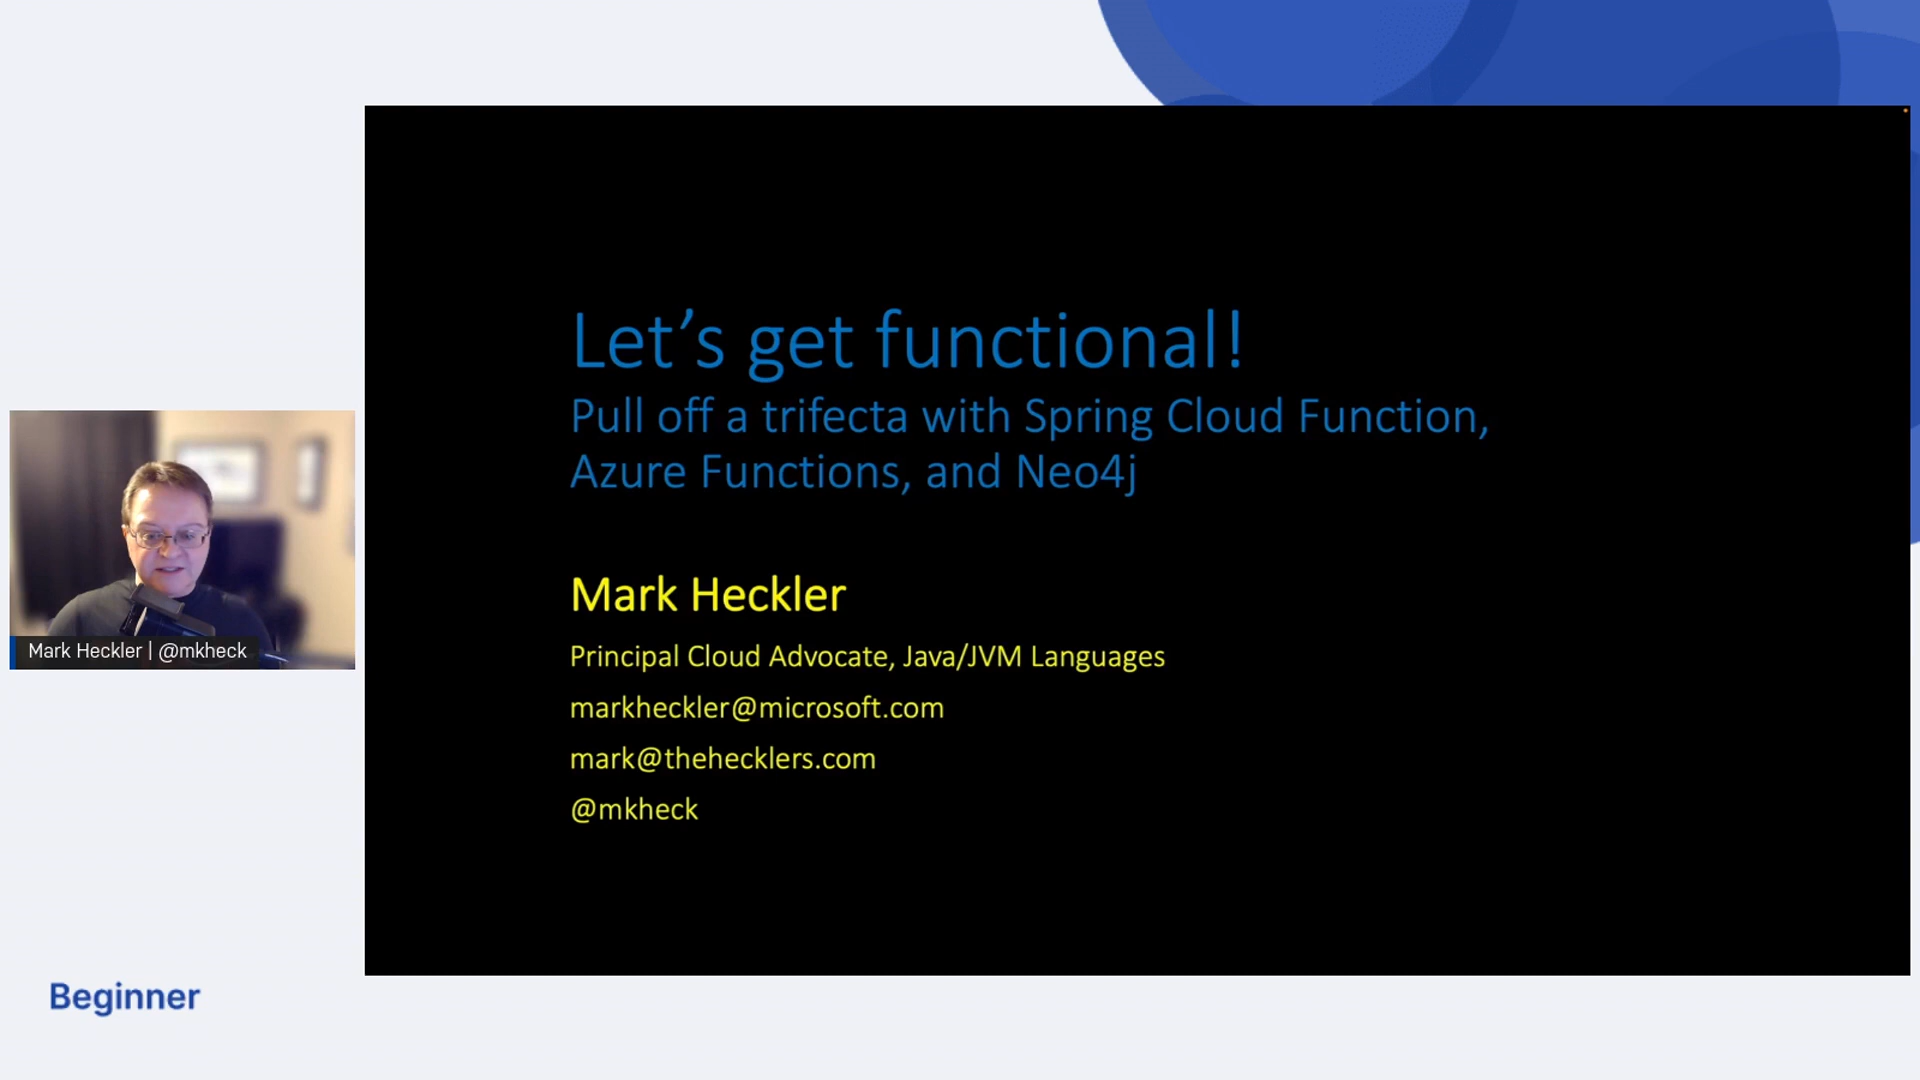 Let’s get functional!
Pull off a trifecta with Spring Cloud Function,
Azure Functions, and Neo4j
Mark Heckler
Principal Cloud Advocate, Java/JVM Languages
markheckler@microsoft.com
mark@thehecklers.com
@mkheck
Mark Heckler | @mkheck
Beginner